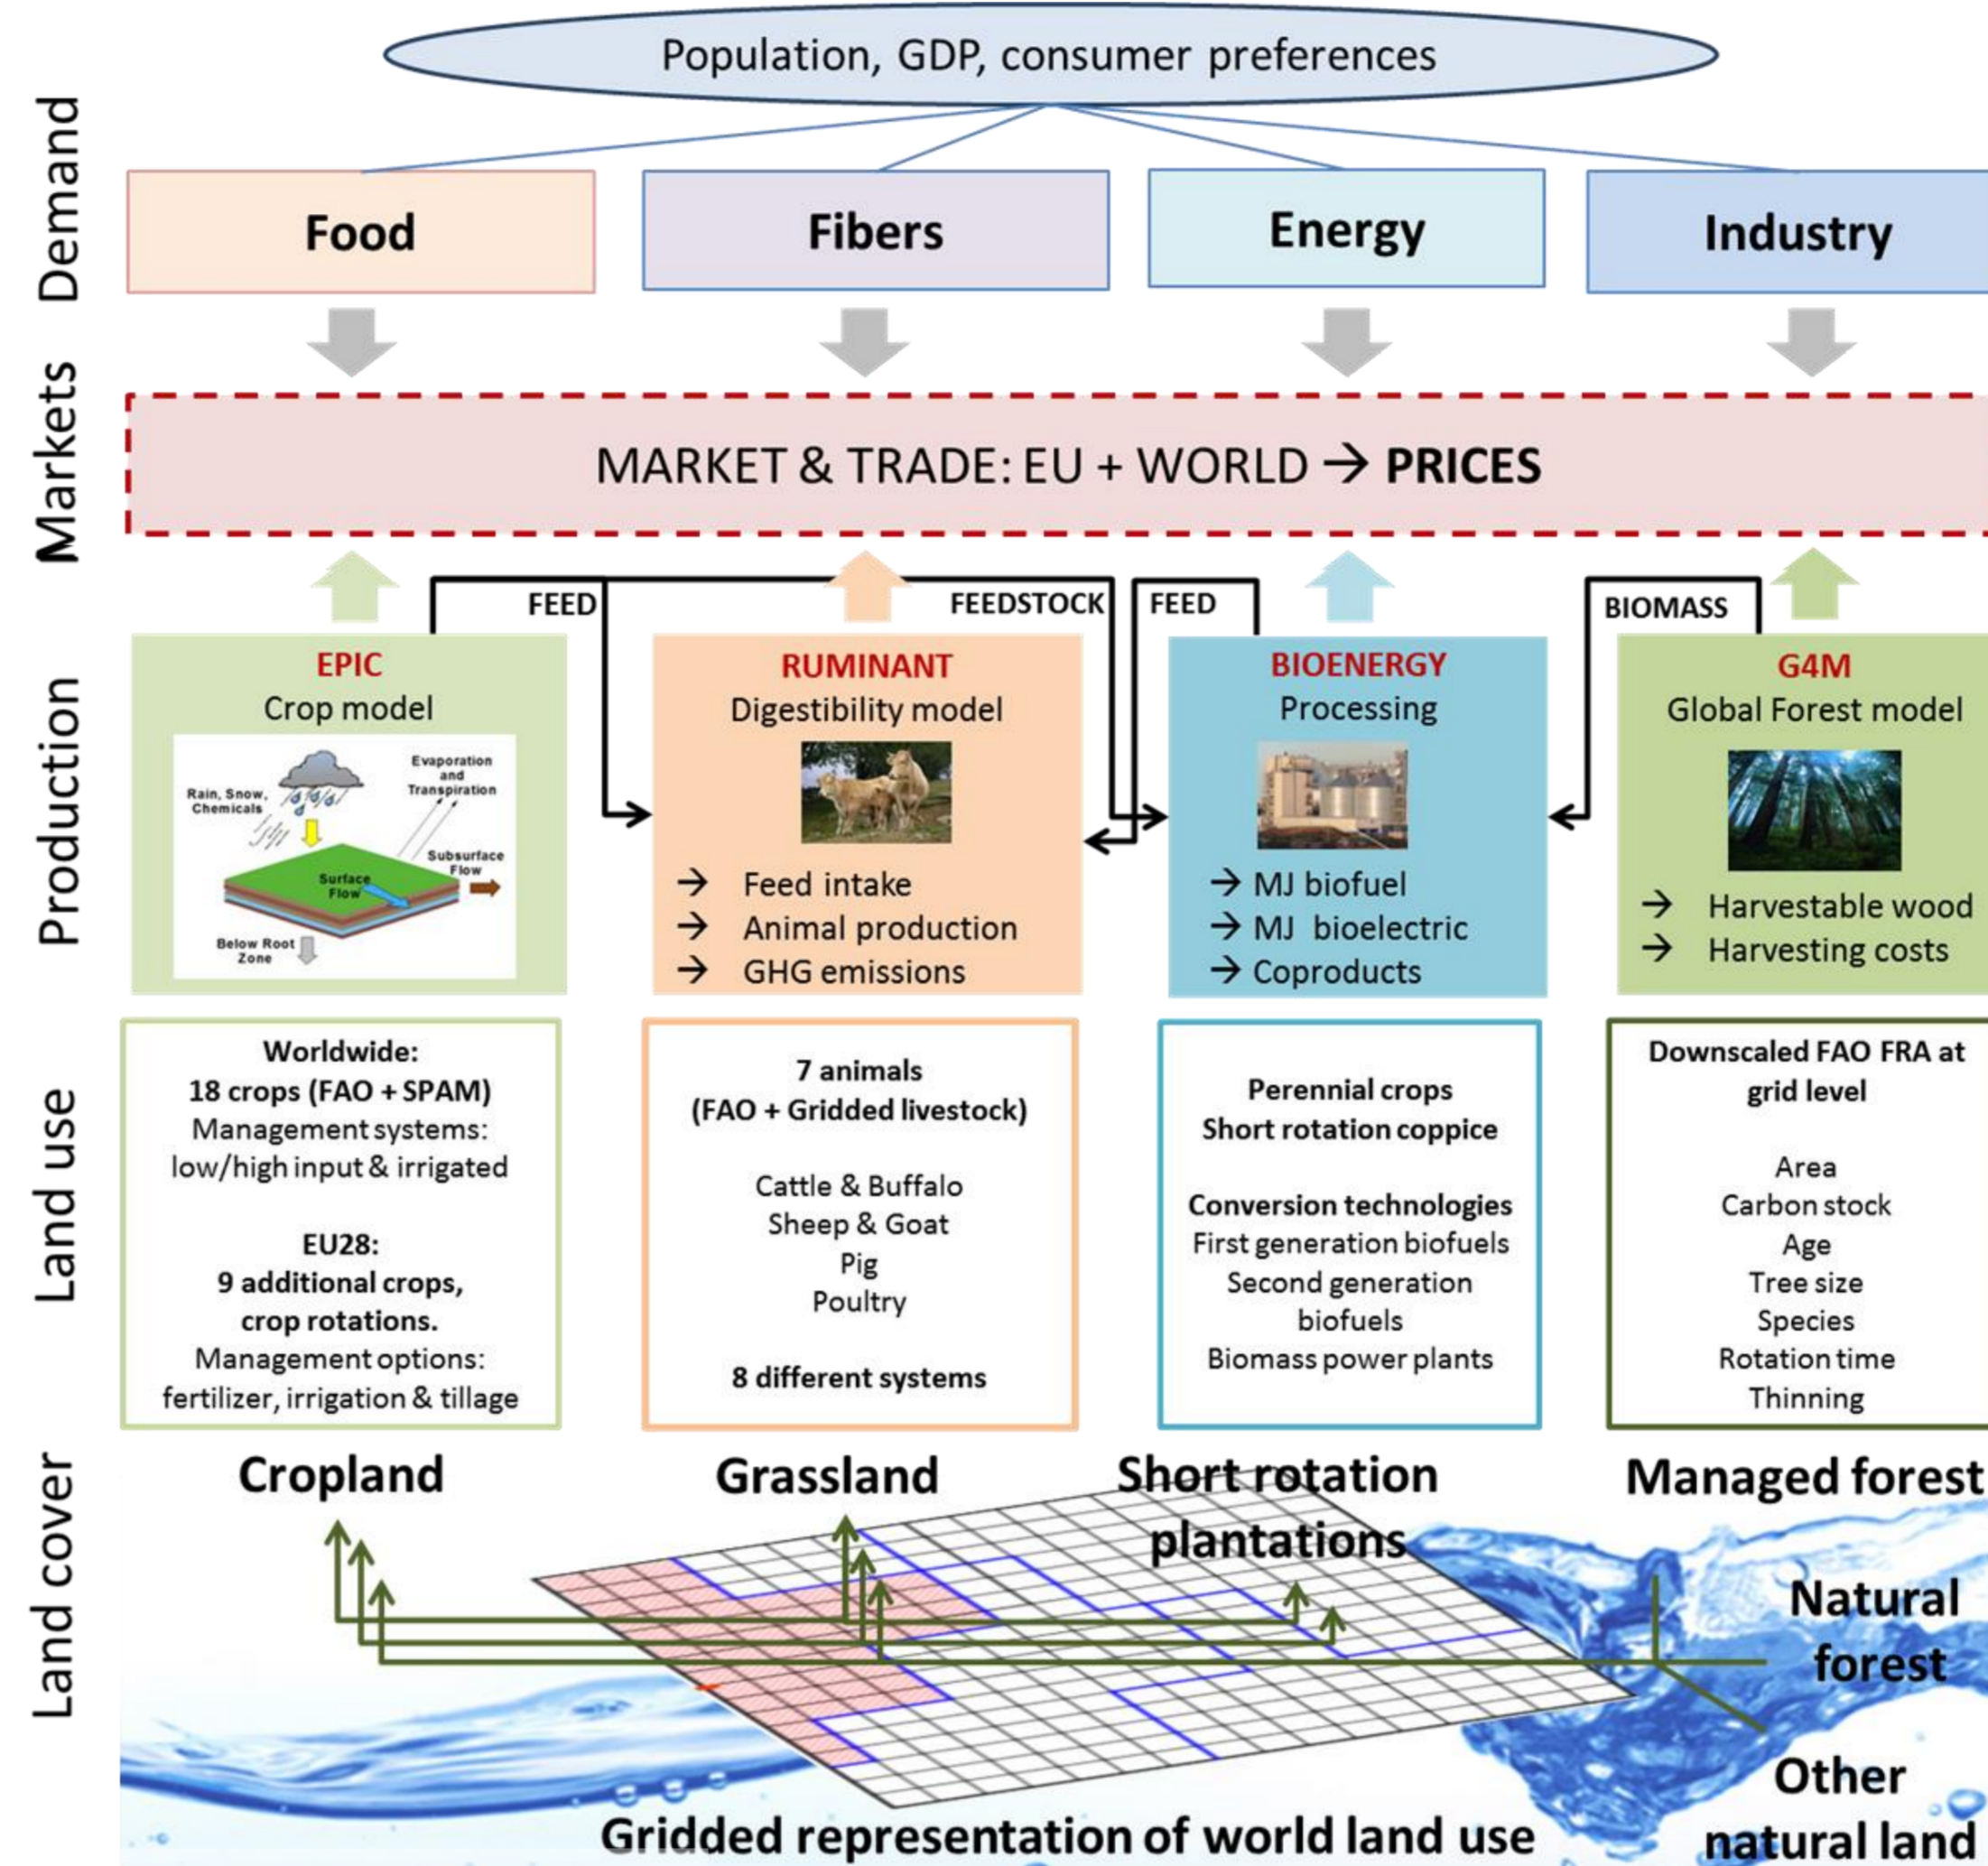 Population, GDP, consumer preferences
Demand
Food
Fibers
Energy
Industry
Markets
MARKET & TRADE: EU + WORLD → PRICES
Production
FEED
FEEDSTOCK
FEED
BIOMASS
EPIC
Crop model
Rain, Snow,
Chemicals
Evaporation
and
Transpiration
Subsurface
Flow
Surface
Flow
Below Root
Zone
RUMINANT
Digestibility model
→ Feed intake
→ Animal production
→ GHG emissions
BIOENERGY
Processing
→ MJ biofuel
→ MJ bioelectric
→ Coproducts
G4M
Global Forest model
→ Harvestable wood
→ Harvesting costs
Land use
Worldwide:
18 crops (FAO + SPAM)
Management systems:
low/high input & irrigated
EU28:
9 additional crops,
crop rotations.
Management options:
fertilizer, irrigation & tillage
7 animals
(FAO + Gridded livestock)
Cattle & Buffalo
Sheep & Goat
Pig
Poultry
8 different systems
Perennial crops
Short rotation coppice
Conversion technologies
First generation biofuels
Second generation
biofuels
Biomass power plants
Downscaled FAO FRA at
grid level
Area
Carbon stock
Age
Tree size
Species
Rotation time
Thinning
Land cover
Cropland
Grassland
Short rotation
plantations
Managed forest
Natural
forest
Other
natural land
Gridded representation of world land use